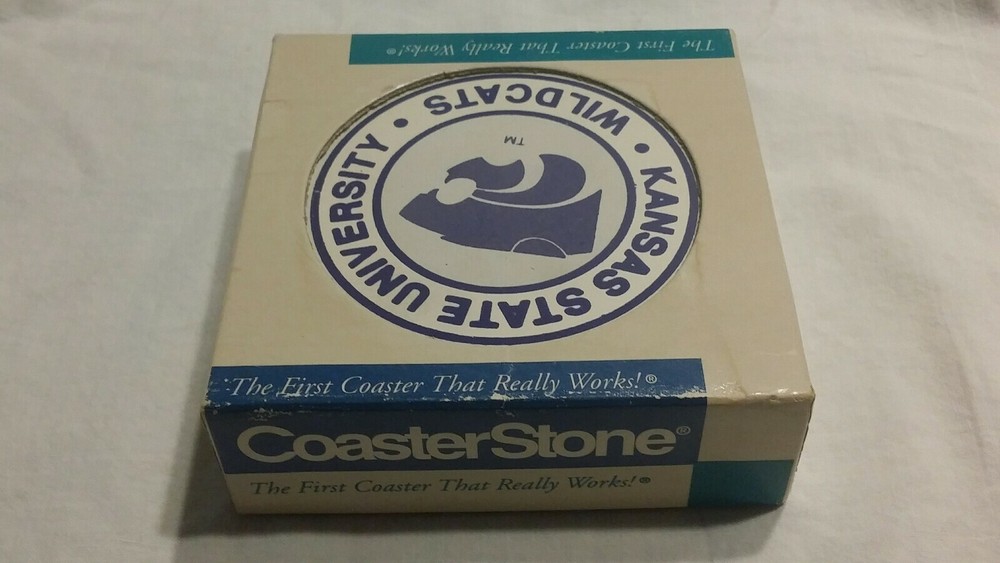 The First Coaster That Really Works!®
KANSAS STATE UNIVERSITY • WILDCATS •
TM
The First Coaster That Really Works!®
CoasterStone®
The First Coaster That Really Works!®